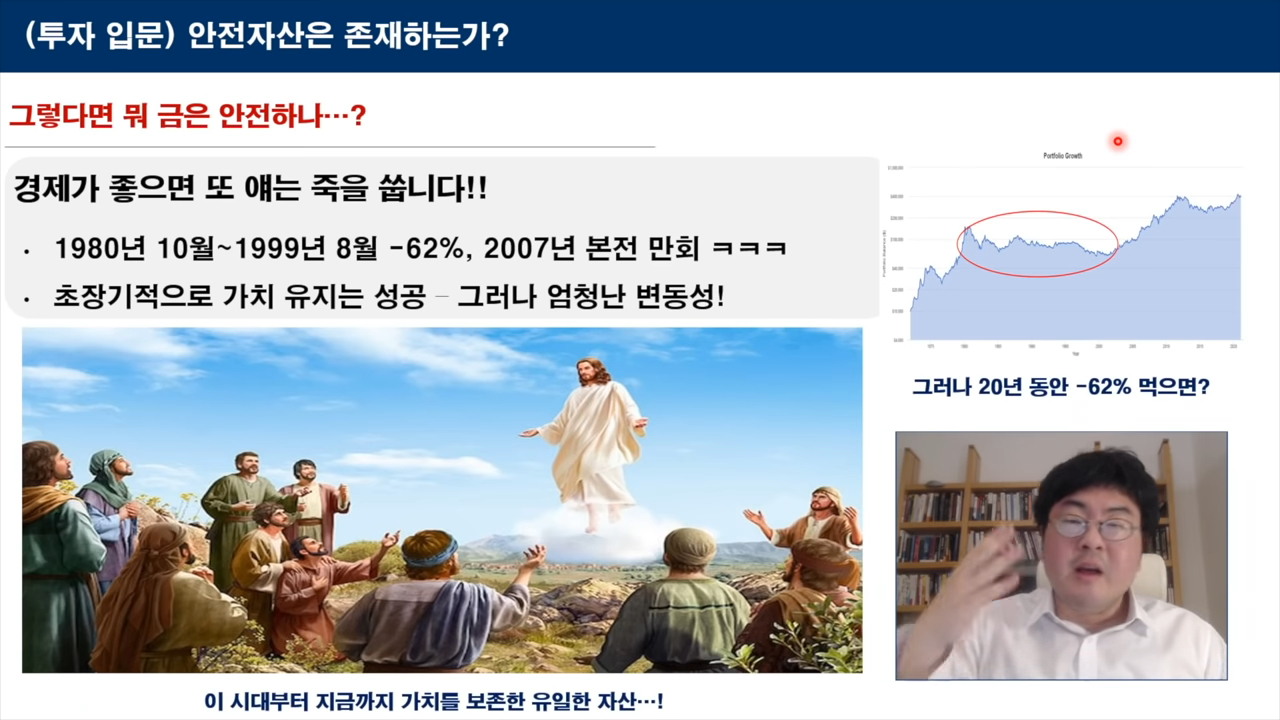 (투자 입문) 안전자산은 존재하는가?
그렇다면 뭐 금은 안전하나…?
경제가 좋으면 또 얘는 죽을 쑵니다!!
· 1980년 10월~1999년 8월 -62%, 2007년 본전 만회 ㅋㅋㅋ
· 초장기적으로 가치 유지는 성공 – 그러나 엄청난 변동성!
Portfolio Growth
Year
그러나 20년 동안 -62% 먹으면?
이 시대부터 지금까지 가치를 보존한 유일한 자산…!